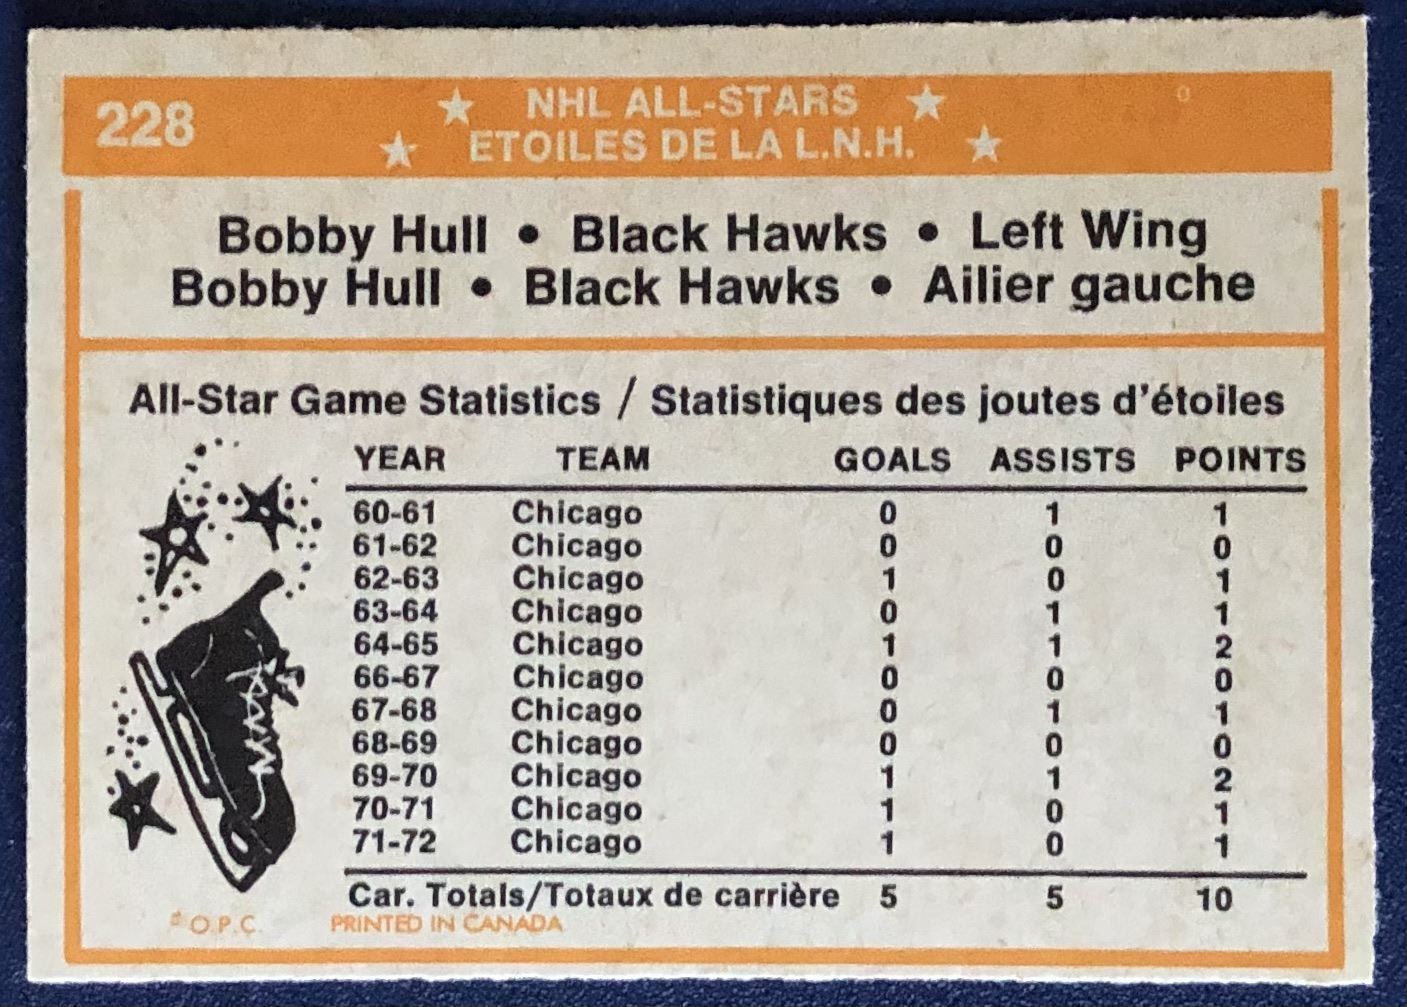 228
NHL ALL-STARS
ETOILES DE LA L.N.H.
Bobby Hull • Black Hawks • Left Wing
Bobby Hull • Black Hawks • Ailier gauche
All-Star Game Statistics / Statistiques des joutes d'étoiles
YEAR TEAM GOALS ASSISTS POINTS
60-61 Chicago 0 1 1
61-62 Chicago 0 0 0
62-63 Chicago 1 0 1
63-64 Chicago 0 1 1
64-65 Chicago 1 1 2
66-67 Chicago 0 0 0
67-68 Chicago 0 1 1
68-69 Chicago 0 0 0
69-70 Chicago 1 1 2
70-71 Chicago 1 0 1
71-72 Chicago 1 0 1
Car. Totals/Totaux de carrière 5 5 10
O.P.C. PRINTED IN CANADA